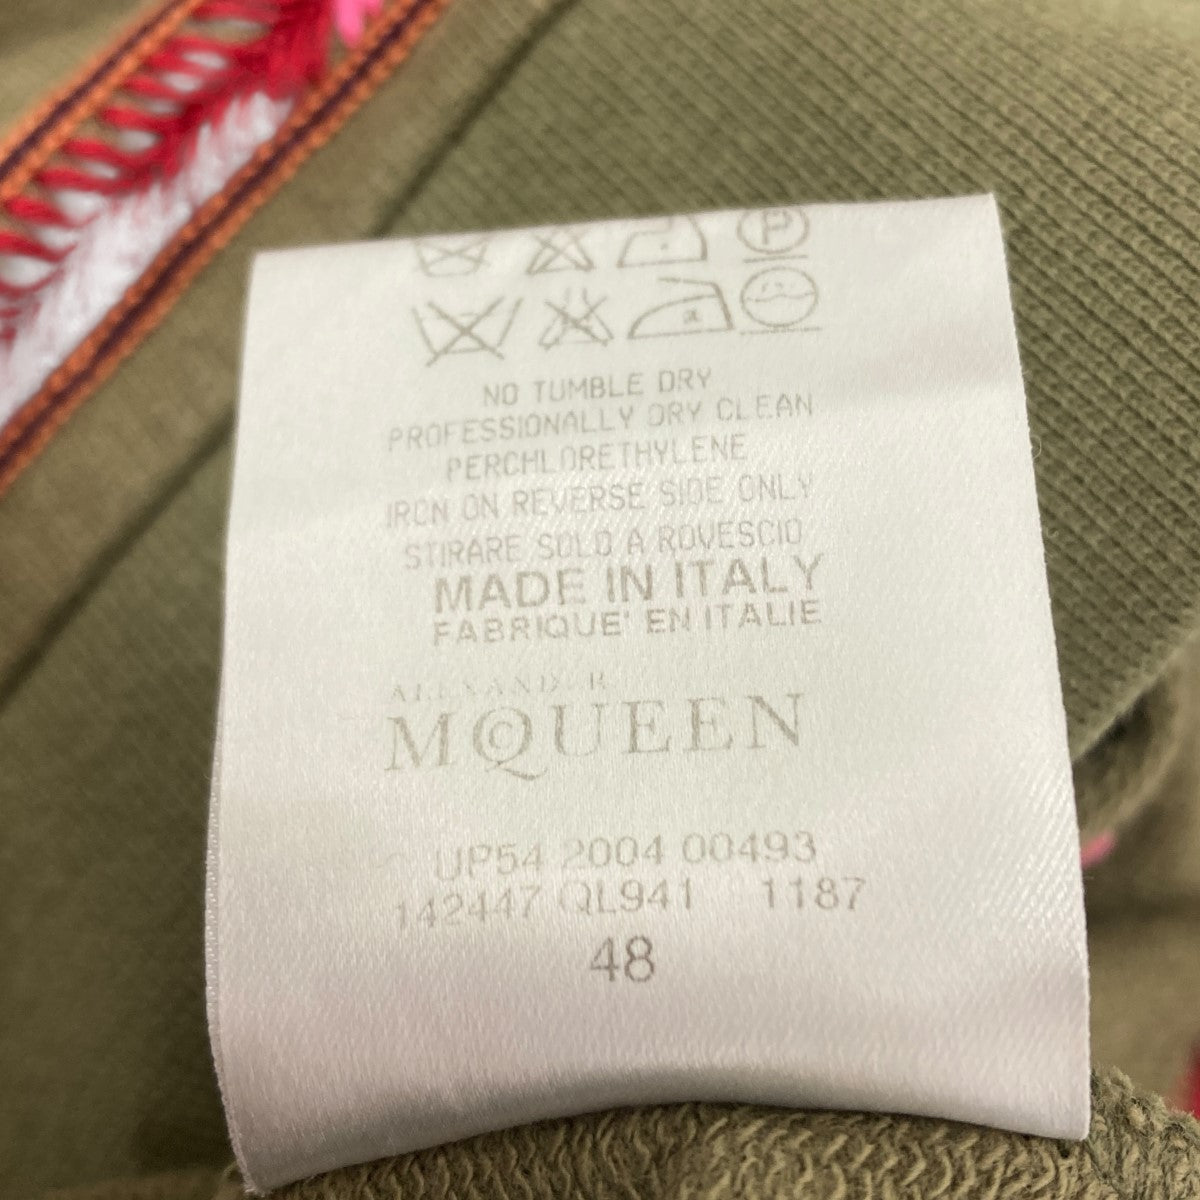 P
a
NO TUMBLE DRY
PROFESSIONALLY DRY CLEAN
PERCHLORETHYLENE
IRON ON REVERSE SIDE ONLY
STIRARE SOLO A ROVESCIO
MADE IN ITALY
FABRIQUE' EN ITALIE
ALEXANDER
MCQUEEN
UP54 2004 00493
142447 QL941 1187
48